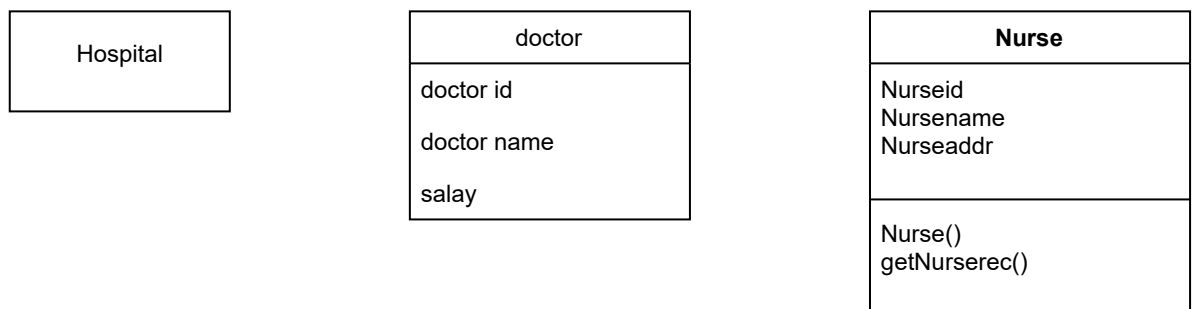 Hospital
doctor
doctor id
doctor name
salay
Nurse
Nurseid
Nursename
Nurseaddr
Nurse()
getNurserec()